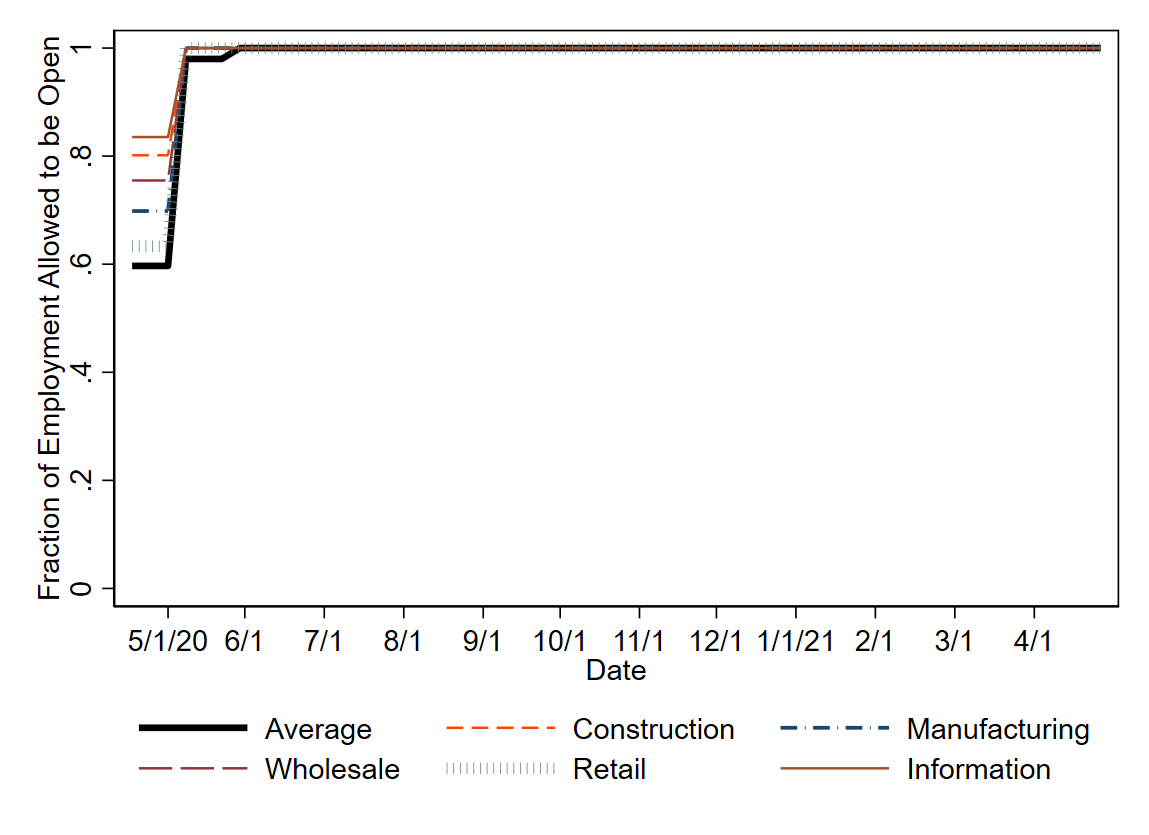 Fraction of Employment Allowed to be Open
1
.8
.6
.4
.2
0
5/1/20 6/1 7/1 8/1 9/1 10/1 11/1 12/1 1/1/21 2/1 3/1 4/1
Date
Average Construction Manufacturing
Wholesale Retail Information